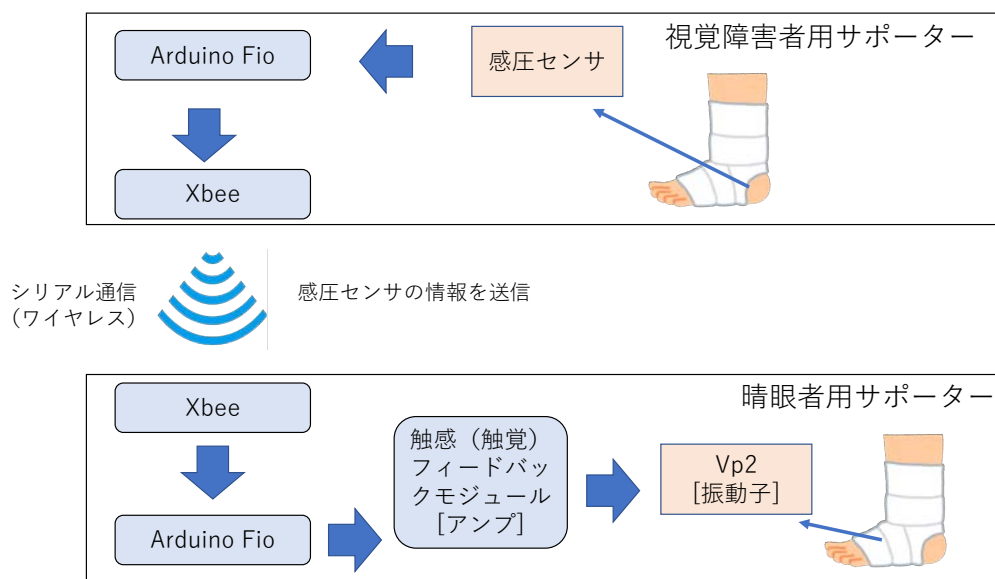 視覚障害者用サポーター
Arduino Fio
感圧センサ
Xbee
シリアル通信
(ワイヤレス)
感圧センサの情報を送信
晴眼者用サポーター
Xbee
触感（触覚）
フィードバッ
クモジュール
[アンプ]
Vp2
[振動子]
Arduino Fio